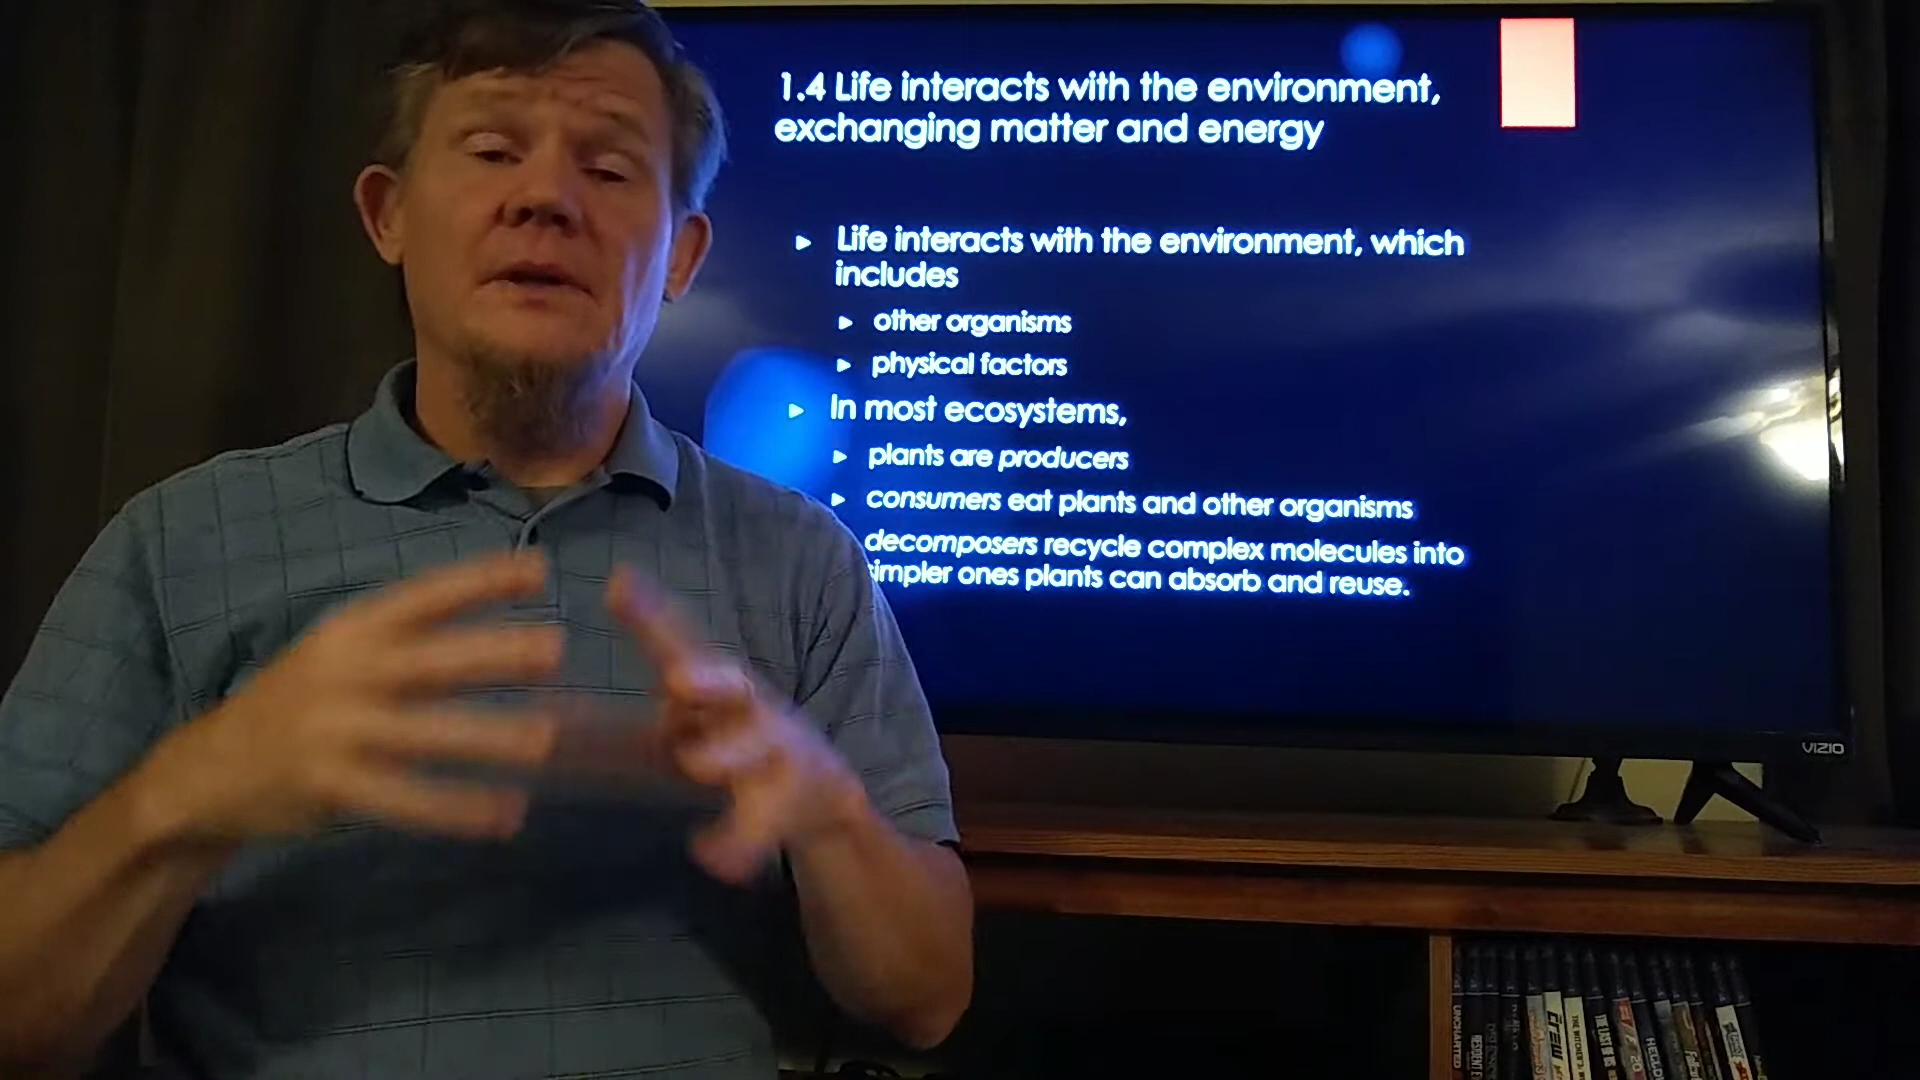 1.4 Life interacts with the environment,
exchanging matter and energy
Life interacts with the environment, which
includes
other organisms
physical factors
In most ecosystems,
plants are producers
consumers eat plants and other organisms
decomposers recycle complex molecules into
simpler ones plants can absorb and reuse.
VIZIO
UNCHARTED
RESIDENT